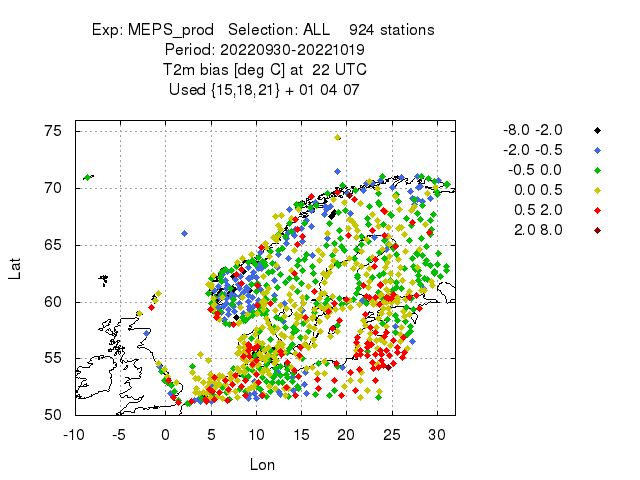 Exp: MEPS_prod   Selection: ALL    924 stations
Period: 20220930-20221019
T2m bias [deg C] at  22 UTC
Used {15,18,21} + 01 04 07
-8.0 -2.0
-2.0 -0.5
-0.5 0.0
0.0 0.5
0.5 2.0
2.0 8.0
75
70
65
60
55
50
Lat
-10 -5 0 5 10 15 20 25 30
Lon